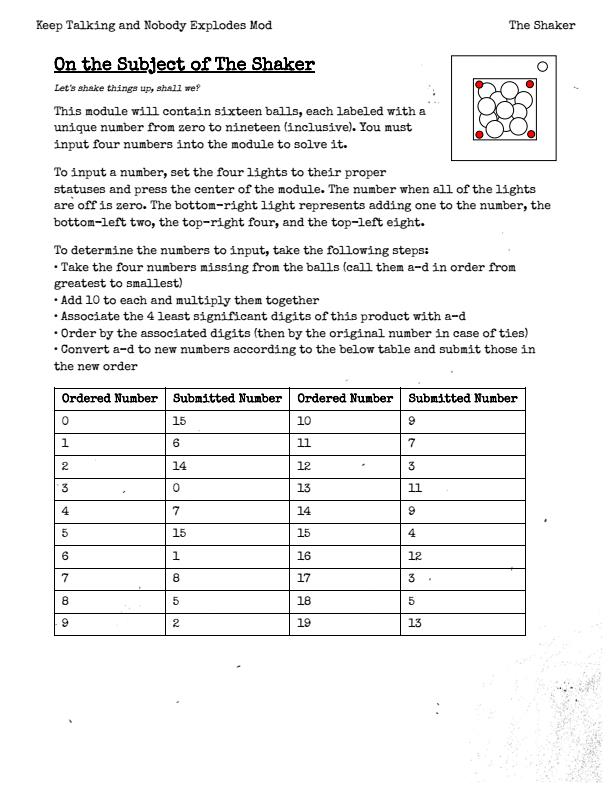 Keep Talking and Nobody Explodes Mod The Shaker
On the Subject of The Shaker
Let's shake things up, shall we?
This module will contain sixteen balls, each labeled with a
unique number from zero to nineteen (inclusive). You must
input four numbers into the module to solve it.
To input a number, set the four lights to their proper
statuses and press the center of the module. The number when all of the lights
are off is zero. The bottom-right light represents adding one to the number, the
bottom-left two, the top-right four, and the top-left eight.
To determine the numbers to input, take the following steps:
• Take the four numbers missing from the balls (call them a-d in order from
greatest to smallest)
• Add 10 to each and multiply them together
• Associate the 4 least significant digits of this product with a-d
• Order by the associated digits (then by the original number in case of ties)
• Convert a-d to new numbers according to the below table and submit those in
the new order
Ordered Number Submitted Number Ordered Number Submitted Number
0 15 10 9
1 6 11 7
2 14 12 3
3 0 13 11
4 7 14 9
5 15 15 4
6 1 16 12
7 8 17 3
8 5 18 5
9 2 19 13